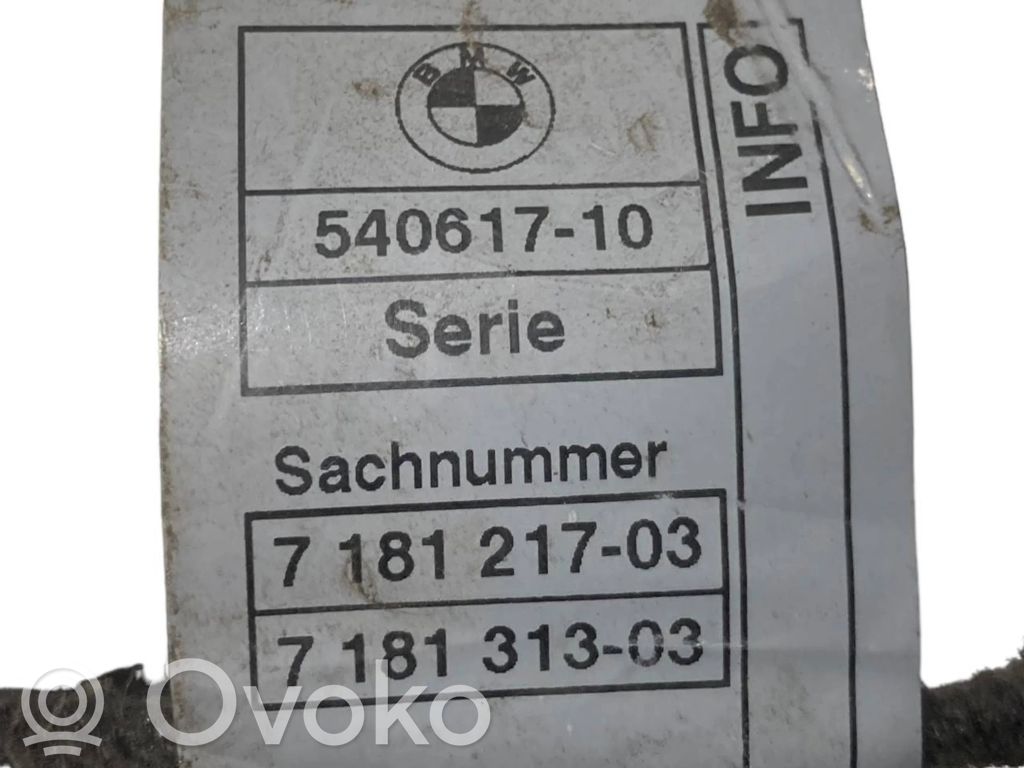 BMW
540617-10
Serie
INFO
Sachnummer
7 181 217-03
7 181 313-03
Ovoko